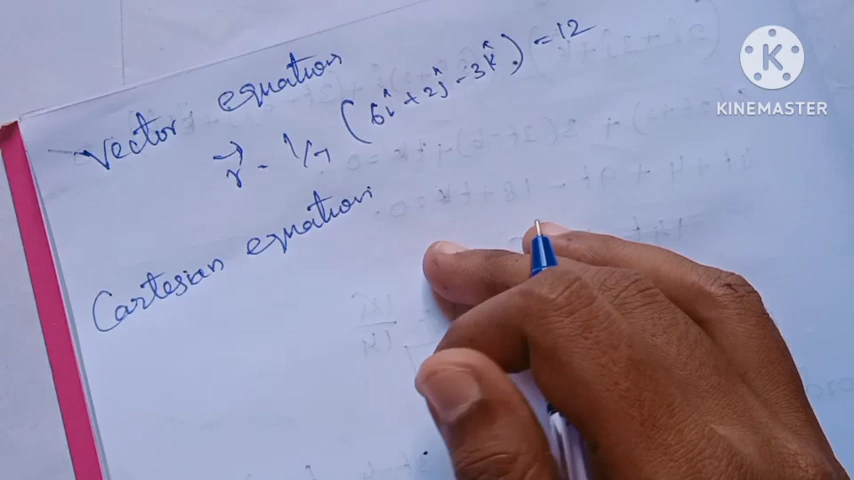 Vector equation
r⃗ . 1/7 (6î + 2ĵ - 3k̂) = 12
Cartesian equation
K
KINEMASTER